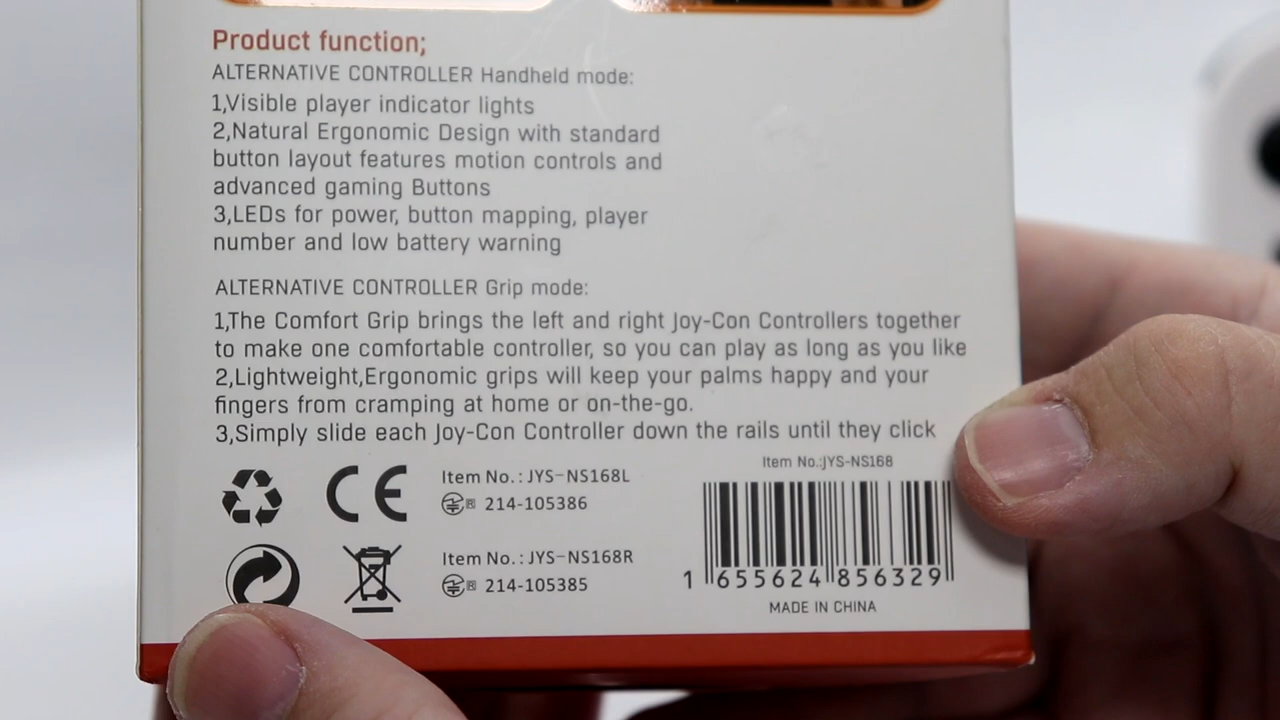 Product function;
ALTERNATIVE CONTROLLER Handheld mode:
1,Visible player indicator lights
2,Natural Ergonomic Design with standard
button layout features motion controls and
advanced gaming Buttons
3,LEDs for power, button mapping, player
number and low battery warning
ALTERNATIVE CONTROLLER Grip mode:
1,The Comfort Grip brings the left and right Joy-Con Controllers together
to make one comfortable controller, so you can play as long as you like
2,Lightweight,Ergonomic grips will keep your palms happy and your
fingers from cramping at home or on-the-go.
3,Simply slide each Joy-Con Controller down the rails until they click
CE
Item No.: JYS-NS168L
R 214-105386
Item No.: JYS-NS168R
R 214-105385
Item No.:JYS-NS168
1 655624 856329
MADE IN CHINA